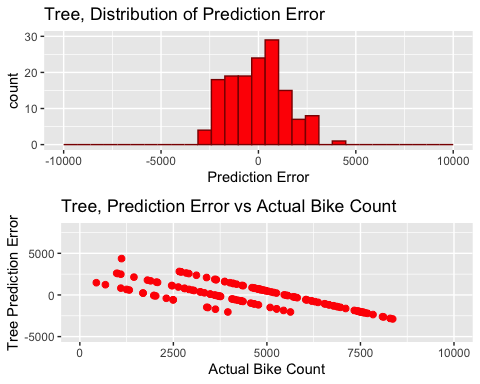 Tree, Distribution of Prediction Error
30
20
10
0
count
-10000 -5000 0 5000 10000
Prediction Error
Tree, Prediction Error vs Actual Bike Count
5000
0
-5000
Tree Prediction Error
0 2500 5000 7500 10000
Actual Bike Count